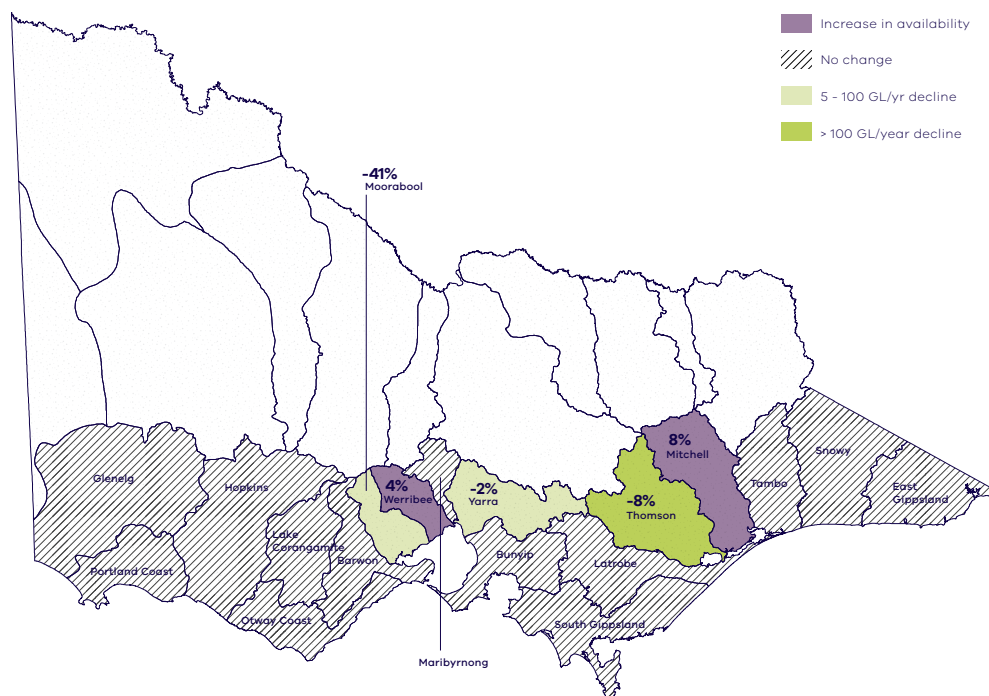 Increase in availability
No change
5 - 100 GL/yr decline
> 100 GL/year decline
-41%
Moorabool
8%
Mitchell
Snowy
Glenelg
Hopkins
4%
Werribee
-2%
Yarra
-8%
Thomson
Tambo
East
Gippsland
Lake
Corangamite
Barwon
Bunyip
Latrobe
Portland Coast
Otway Coast
South Gippsland
Maribyrnong